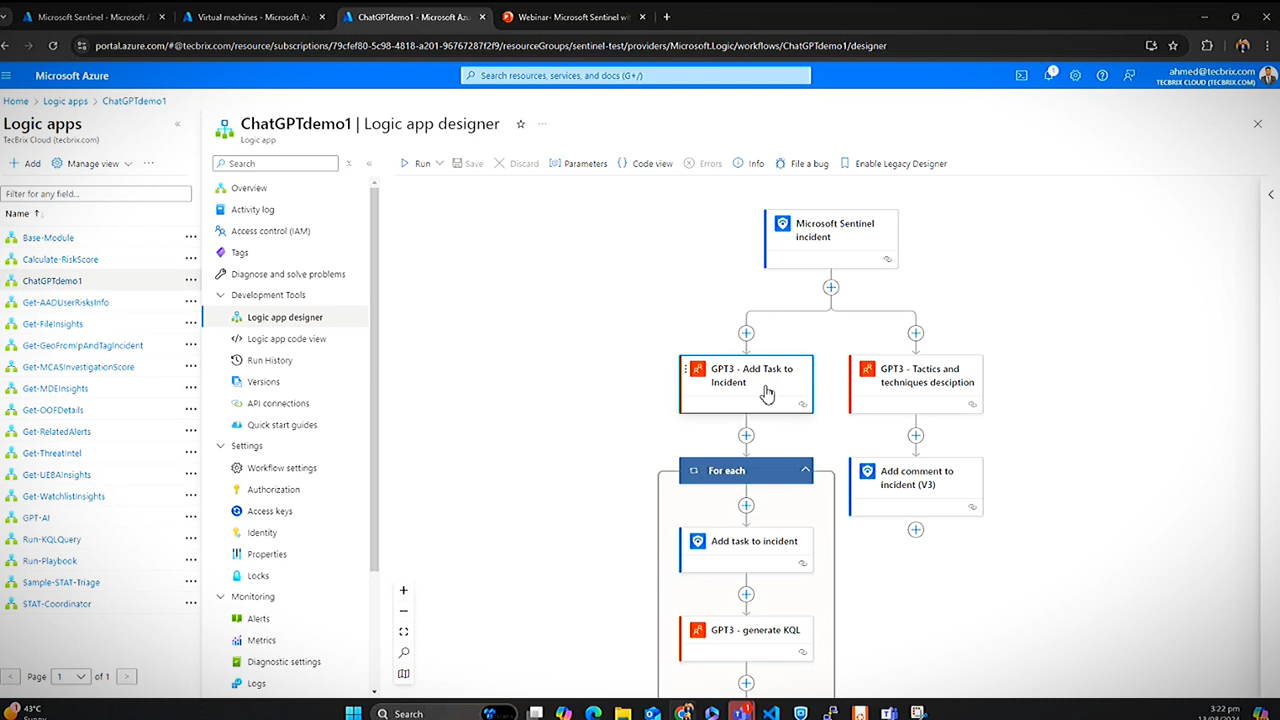 Microsoft Sentinel - Microsoft A
Virtual machines - Microsoft Az
ChatGPTdemo1 - Microsoft Azu
Webinar- Microsoft Sentinel wi
portal.azure.com/#@tecbrix.com/resource/subscriptions/79cfef80-5c98-4818-a201-96767287f2f9/resourceGroups/sentinel-test/providers/Microsoft.Logic/workflows/ChatGPTdemo1/designer
Microsoft Azure
Search resources, services, and docs (G+/)
1
ahmed@tecbrix.com
TECBRIX CLOUD (TECBRIX.COM)
Home > Logic apps > ChatGPTdemo1
Logic apps
TecBrix Cloud (tecbrix.com)
Add
Manage view
Filter for any field...
Name
Base-Module
Calculate-RiskScore
ChatGPTdemo1
Get-AADUserRisksInfo
Get-FileInsights
Get-GeoFromIpAndTagIncident
Get-MCASInvestigationScore
Get-MDEInsights
Get-OOFDetails
Get-RelatedAlerts
Get-ThreatIntel
Get-UEBAInsights
Get-WatchlistInsights
GPT-AI
Run-KQLQuery
Run-Playbook
Sample-STAT-Triage
STAT-Coordinator
Page 1 of 1
ChatGPTdemo1 | Logic app designer
Logic app
Search
Overview
Activity log
Access control (IAM)
Tags
Diagnose and solve problems
Development Tools
Logic app designer
Logic app code view
Run History
Versions
API connections
Quick start guides
Settings
Workflow settings
Authorization
Access keys
Identity
Properties
Locks
Monitoring
Alerts
Metrics
Diagnostic settings
Logs
Run
Save
Discard
Parameters
Code view
Errors
Info
File a bug
Enable Legacy Designer
Microsoft Sentinel
incident
GPT3 - Add Task to
Incident
GPT3 - Tactics and
techniques desciption
For each
Add comment to
incident (V3)
Add task to incident
GPT3 - generate KQL
43°C
Sunny
Search
3:22 pm
13/08/2024